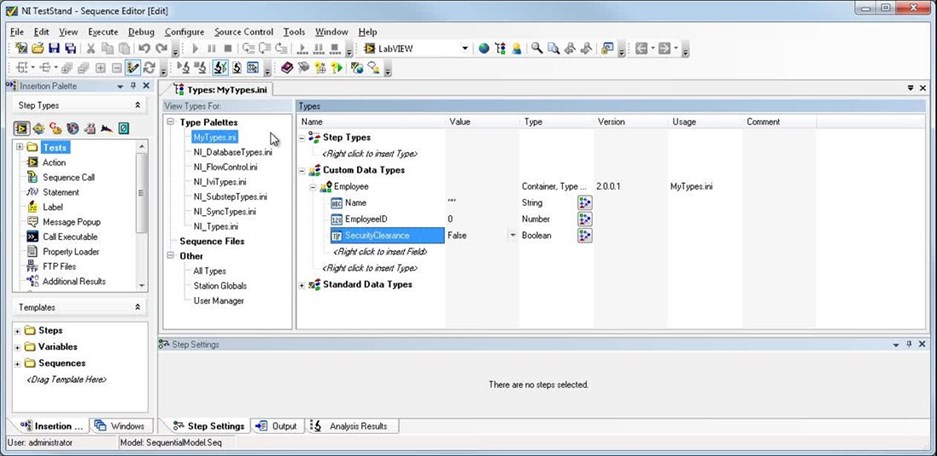 NI TestStand - Sequence Editor [Edit]
File Edit View Execute Debug Configure Source Control Tools Window Help
LabVIEW
Insertion Palette
Step Types
Tests
Action
Sequence Call
Statement
Label
Message Popup
Call Executable
Property Loader
FTP Files
Additional Results
Templates
Steps
Variables
Sequences
<Drag Template Here>
Insertion ... Windows
Types: MyTypes.ini
View Types For:
Type Palettes
MyTypes.ini
NI_DatabaseTypes.ini
NI_FlowControl.ini
NI_IviTypes.ini
NI_SubstepTypes.ini
NI_SyncTypes.ini
NI_Types.ini
Sequence Files
Other
All Types
Station Globals
User Manager
Types
Name Value Type Version Usage Comment
Step Types
<Right click to insert Type>
Custom Data Types
Employee Container, Type ... 2.0.0.1 MyTypes.ini
Name "" String
EmployeeID 0 Number
SecurityClearance False Boolean
<Right click to insert Field>
<Right click to insert Type>
Standard Data Types
Step Settings
There are no steps selected.
Step Settings Output Analysis Results
User: administrator Model: SequentialModel.Seq